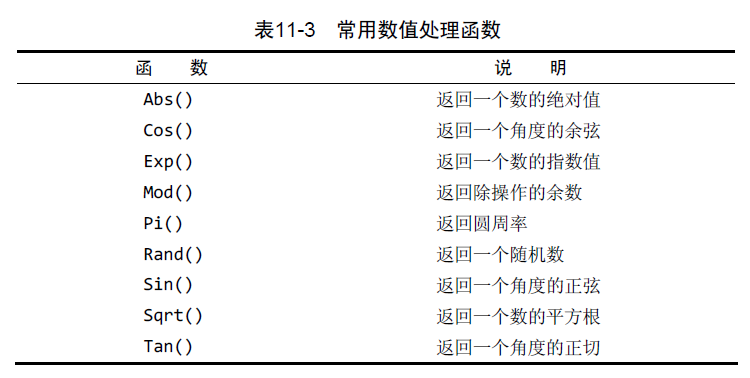 表11-3 常用数值处理函数
函 数 说 明
Abs() 返回一个数的绝对值
Cos() 返回一个角度的余弦
Exp() 返回一个数的指数值
Mod() 返回除操作的余数
Pi() 返回圆周率
Rand() 返回一个随机数
Sin() 返回一个角度的正弦
Sqrt() 返回一个数的平方根
Tan() 返回一个角度的正切